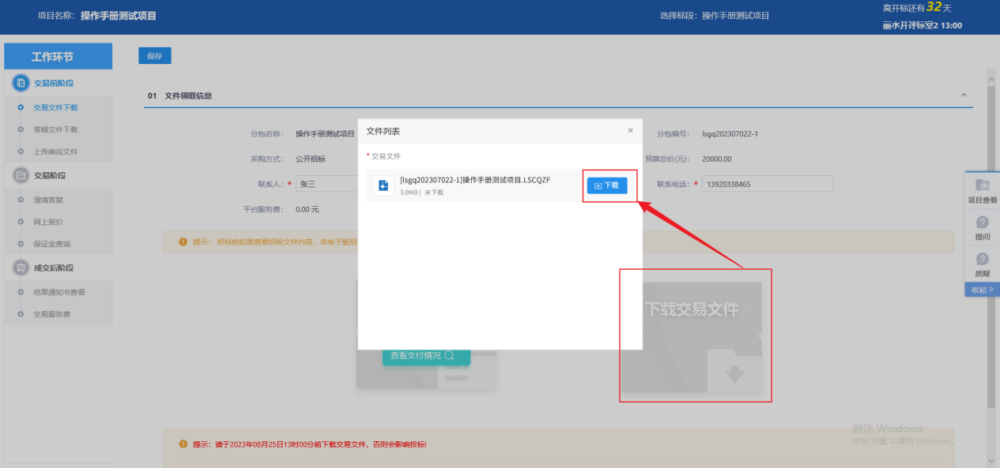 项目名称： 操作手册测试项目
选择标段： 操作手册测试项目
离开标还有32天
丽水开评标室2 13:00
工作环节
交易前阶段
交易文件下载
答疑文件下载
上传响应文件
交易阶段
澄清答复
网上报价
保证金查询
成交后阶段
结果通知书查看
交易服务费
保存
01 文件领取信息
分包名称： 操作手册测试项目
分包编号： lsgq202307022-1
采购方式： 公开招标
预算总价(元): 20000.00
联系人： * 张三
联系电话： * 13920338465
平台服务费： 0.00 元
提示： 投标前如需查看招标文件内容，非电子版招
文件列表
×
* 交易文件
[lsgq202307022-1]操作手册测试项目.LSCQZF
3.0MB | 未下载
下载
查看支付情况
下载交易文件
提示：请于2023年08月25日13时00分前下载交易文件，否则会影响投标!
项目查看
提问
质疑
收起
激活 Windows
转到"设置"以激活 Windows。